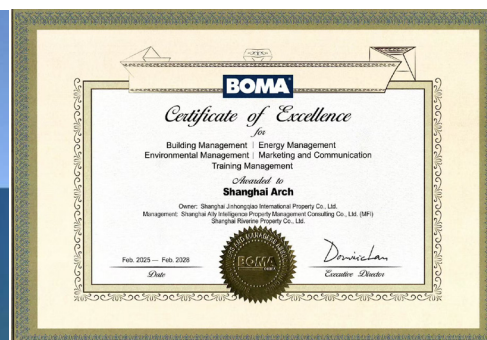 BOMA
Certificate of Excellence
for
Building Management | Energy Management
Environmental Management | Marketing and Communication
Training Management
Awarded to
Shanghai Arch
Owner: Shanghai Jinhongqiao International Property Co., Ltd.
Management: Shanghai Ally Intelligence Property Management Consulting Co., Ltd. (MFI)
Shanghai Riverine Property Co., Ltd.
Feb. 2025 — Feb. 2028
Date
BOMA
Executive Director